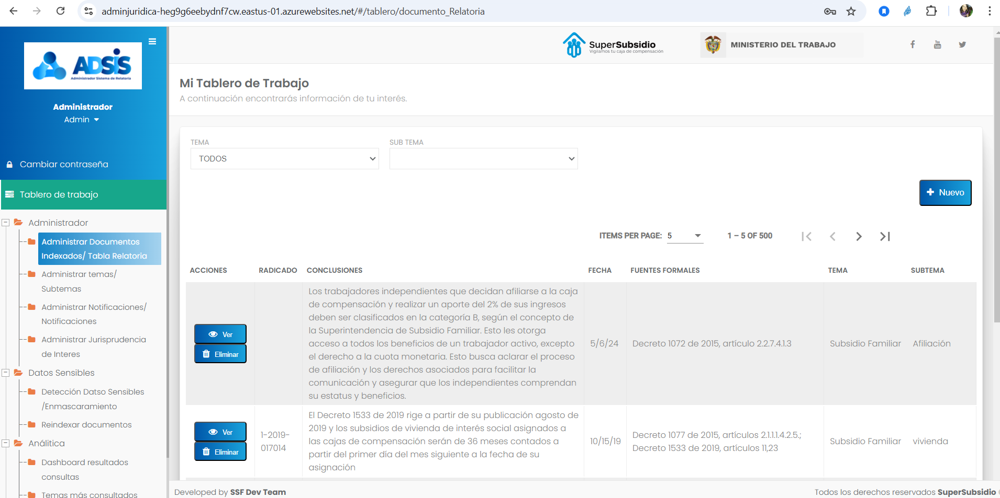 adminjuridica-heg9g6eebydnf7cw.eastus-01.azurewebsites.net/#/tablero/documento_Relatoria
ADSIS
Administrador Sistema de Relatoría
Administrador
Admin
Cambiar contraseña
Tablero de trabajo
Administrador
Administrar Documentos
Indexados/ Tabla Relatoria
Administrar temas/
Subtemas
Administrar Notificaciones/
Notificaciones
Administrar Jurisprudencia
de Interes
Datos Sensibles
Detección Datso Sensibles
/Enmascaramiento
Reindexar documentos
Análitica
Dashboard resultados
consultas
Temas más consultados
SuperSubsidio
Vigilamos tu caja de compensación
MINISTERIO DEL TRABAJO
You
Tube
Mi Tablero de Trabajo
A continuación encontrarás información de tu interés.
TEMA
SUB TEMA
TODOS
Nuevo
ITEMS PER PAGE: 5
1 – 5 OF 500
ACCIONES RADICADO CONCLUSIONES FECHA FUENTES FORMALES TEMA SUBTEMA
Ver
Eliminar
Los trabajadores independientes que decidan afiliarse a la caja
de compensación y realizar un aporte del 2% de sus ingresos
deben ser clasificados en la categoría B, según el concepto de
la Superintendencia de Subsidio Familiar. Esto les otorga
acceso a todos los beneficios de un trabajador activo, excepto
el derecho a la cuota monetaria. Esto busca aclarar el proceso
de afiliación y los derechos asociados para facilitar la
comunicación y asegurar que los independientes comprendan
su estatus y beneficios.
5/6/24
Decreto 1072 de 2015, artículo 2.2.7.4.1.3
Subsidio Familiar
Afiliación
Ver
Eliminar
1-2019-
017014
El Decreto 1533 de 2019 rige a partir de su publicación agosto de
2019 y los subsidios de vivienda de interés social asignados a
las cajas de compensación serán de 36 meses contados a
partir del primer día del mes siguiente a la fecha de su
asignación
10/15/19
Decreto 1077 de 2015, artículos 2.1.1.1.4.2.5.;
Decreto 1533 de 2019, artículos 11,23
Subsidio Familiar
vivienda
Developed by SSF Dev Team
Todos los derechos reservados SuperSubsidio ©